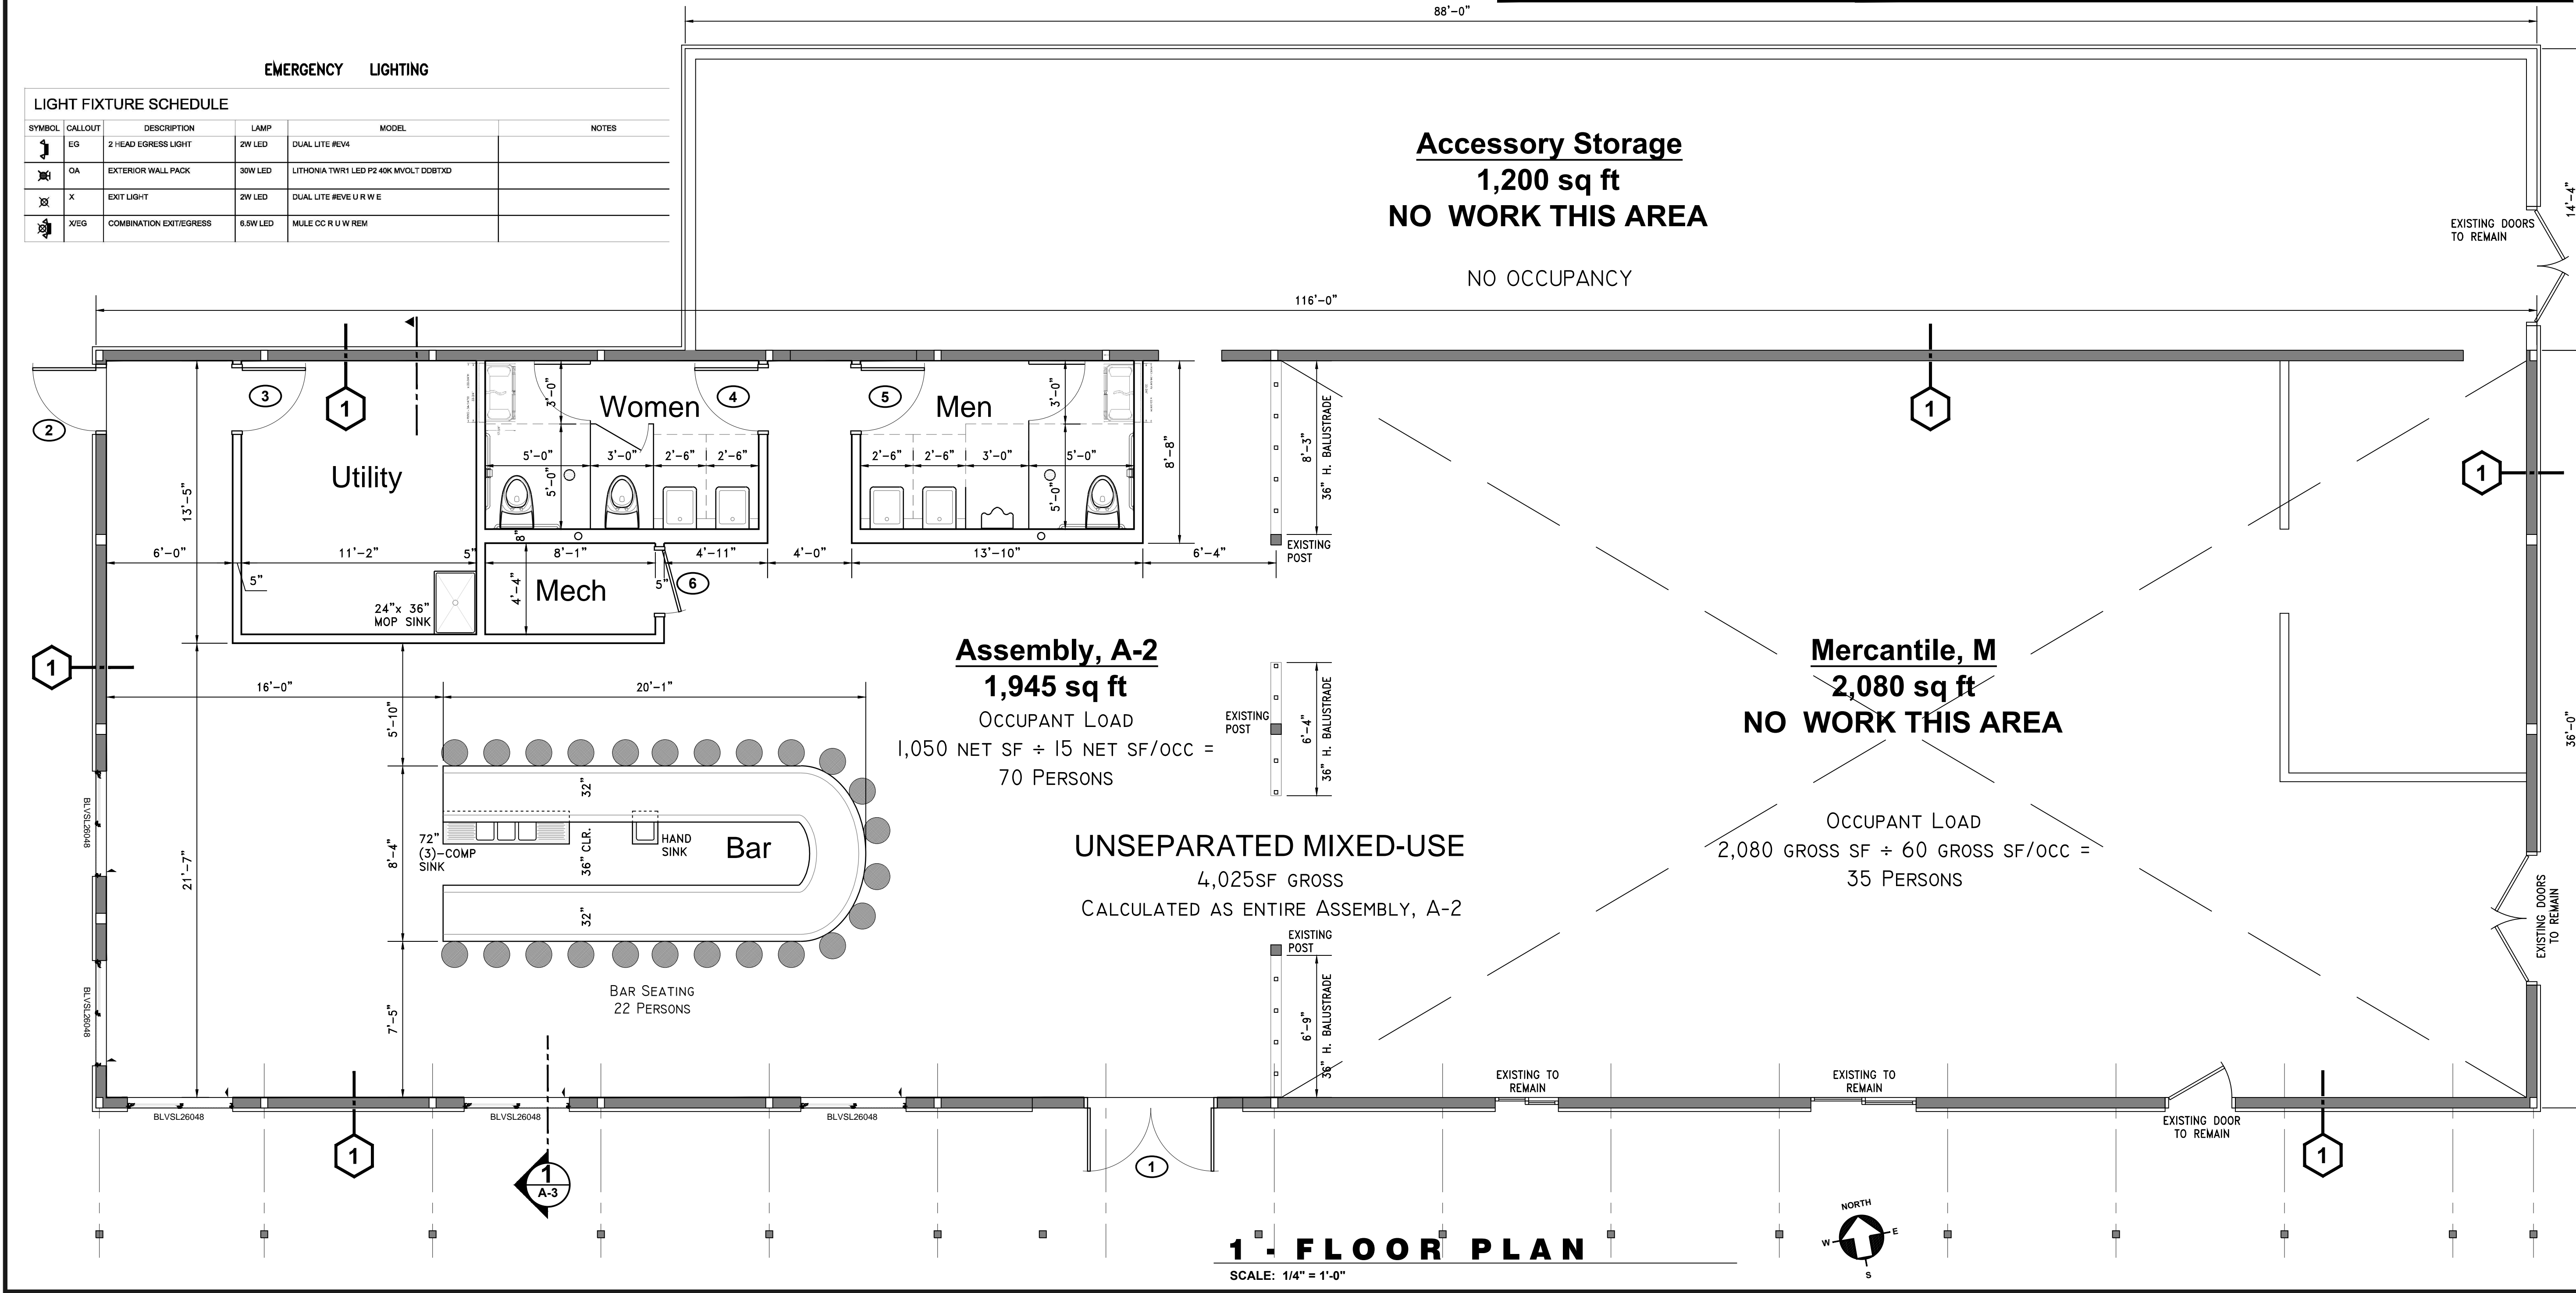 88'-0"
EMERGENCY LIGHTING
LIGHT FIXTURE SCHEDULE
SYMBOL CALLOUT DESCRIPTION LAMP MODEL NOTES
EG 2 HEAD EGRESS LIGHT 2W LED DUAL LITE #EV4
OA EXTERIOR WALL PACK 30W LED LITHONIA TWR1 LED P2 40K MVOLT DDBTXD
X EXIT LIGHT 2W LED DUAL LITE #EVE U R W E
X/EG COMBINATION EXIT/EGRESS 6.5W LED MULE CC R U W REM
Accessory Storage
1,200 sq ft
NO WORK THIS AREA
NO OCCUPANCY
14'-4"
EXISTING DOORS
TO REMAIN
116'-0"
2
3
1
Women
4
5
Men
3'-0"
3'-0"
1
1
Utility
13'-5"
5'-0"
3'-0"
2'-6"
2'-6"
5'-0"
2'-6"
2'-6"
3'-0"
5'-0"
5'-0"
8'-8"
8'-3"
36" H. BALUSTRADE
EXISTING
POST
6'-0"
11'-2"
5"
8"
8'-1"
4'-11"
4'-0"
13'-10"
6'-4"
5"
4'-4"
Mech
5"
6
24"x 36"
MOP SINK
1
Assembly, A-2
1,945 sq ft
OCCUPANT LOAD
1,050 NET SF ÷ 15 NET SF/OCC =
70 PERSONS
EXISTING
POST
6'-4"
36" H. BALUSTRADE
Mercantile, M
2,080 sq ft
NO WORK THIS AREA
36'-0"
16'-0"
20'-1"
5'-10"
8'-4"
7'-5"
21'-7"
32"
36" CLR.
32"
72"
(3)-COMP
SINK
HAND
SINK
Bar
BLVSL26048
BLVSL26048
UNSEPARATED MIXED-USE
4,025SF GROSS
CALCULATED AS ENTIRE ASSEMBLY, A-2
OCCUPANT LOAD
2,080 GROSS SF ÷ 60 GROSS SF/OCC =
35 PERSONS
EXISTING DOORS
TO REMAIN
EXISTING
POST
6'-9"
36" H. BALUSTRADE
BAR SEATING
22 PERSONS
EXISTING TO
REMAIN
EXISTING TO
REMAIN
BLVSL26048
BLVSL26048
BLVSL26048
EXISTING DOOR
TO REMAIN
1
1
A-3
1
1
1 - FLOOR PLAN
SCALE: 1/4" = 1'-0"
NORTH
W
E
S